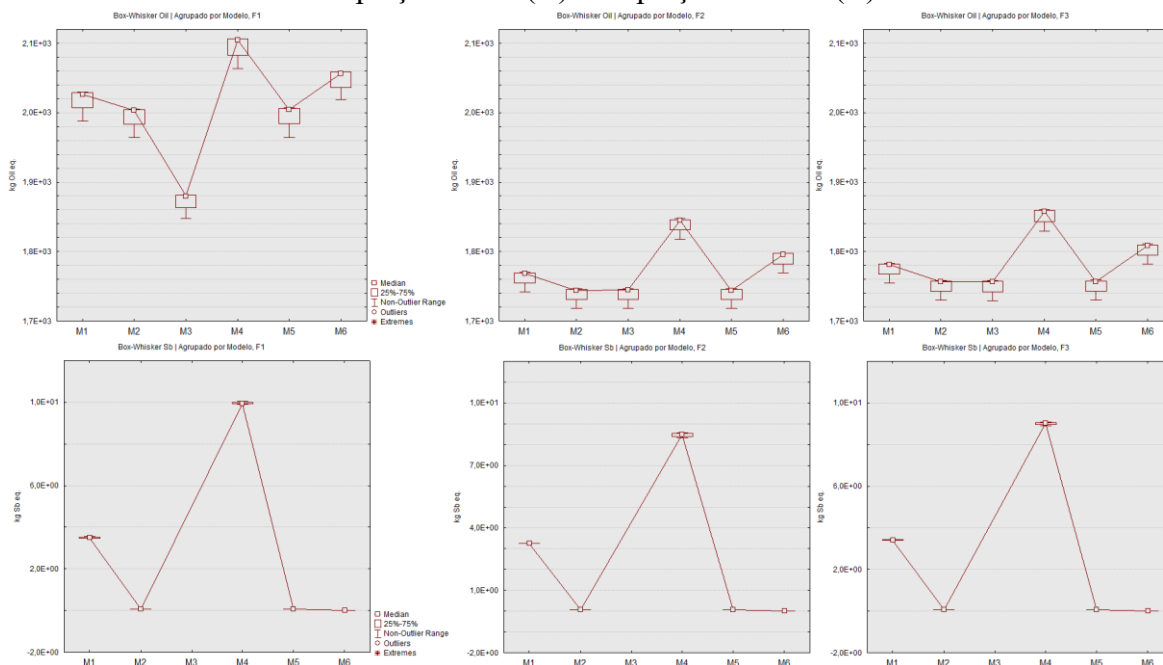 Box-Whisker Oil | Agrupado por Modelo, F1
2,1E+03
2,0E+03
1,9E+03
1,8E+03
1,7E+03
kg Oil eq.
M1 M2 M3 M4 M5 M6
Median
25%-75%
Non-Outlier Range
Outliers
Extremes
Box-Whisker Oil | Agrupado por Modelo, F2
2,1E+03
2,0E+03
1,9E+03
1,8E+03
1,7E+03
kg Oil eq.
M1 M2 M3 M4 M5 M6
Box-Whisker Oil | Agrupado por Modelo, F3
2,1E+03
2,0E+03
1,9E+03
1,8E+03
1,7E+03
kg Oil eq.
M1 M2 M3 M4 M5 M6
Box-Whisker Sb | Agrupado por Modelo, F1
1,0E+01
6,0E+00
2,0E+00
-2,0E+00
kg Sb eq.
M1 M2 M3 M4 M5 M6
Median
25%-75%
Non-Outlier Range
Outliers
Extremes
Box-Whisker Sb | Agrupado por Modelo, F2
1,0E+01
7,0E+00
4,0E+00
1,0E+00
-2,0E+00
kg Sb eq.
M1 M2 M3 M4 M5 M6
Box-Whisker Sb | Agrupado por Modelo, F3
1,0E+01
6,0E+00
2,0E+00
-2,0E+00
kg Sb eq.
M1 M2 M3 M4 M5 M6